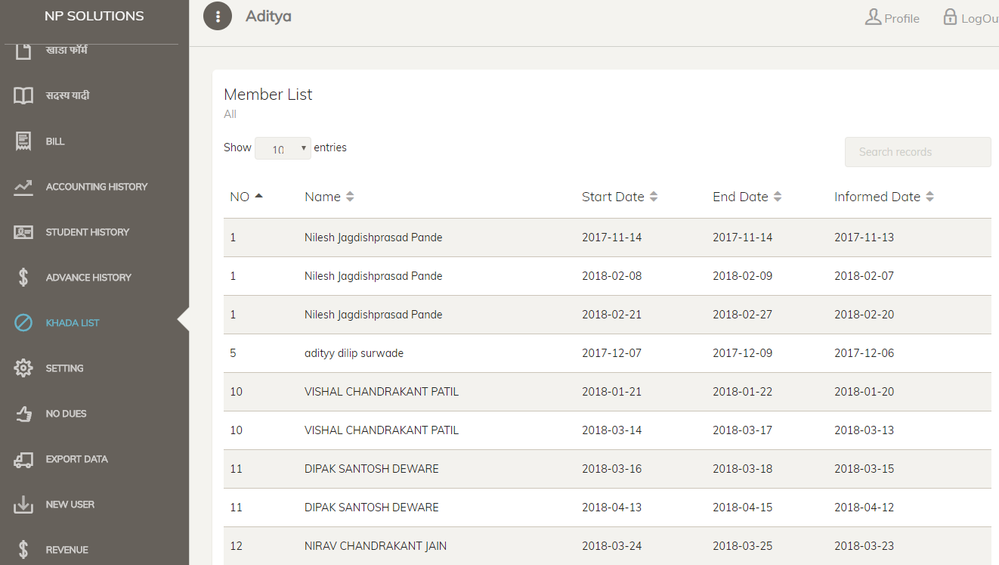 NP SOLUTIONS
Aditya
Profile
LogOu
खाडा फॉर्म
सदस्य यादी
BILL
ACCOUNTING HISTORY
STUDENT HISTORY
ADVANCE HISTORY
KHADA LIST
SETTING
NO DUES
EXPORT DATA
NEW USER
REVENUE
Member List
All
Show 10 entries
Search records
NO Name Start Date End Date Informed Date
1 Nilesh Jagdishprasad Pande 2017-11-14 2017-11-14 2017-11-13
1 Nilesh Jagdishprasad Pande 2018-02-08 2018-02-09 2018-02-07
1 Nilesh Jagdishprasad Pande 2018-02-21 2018-02-27 2018-02-20
5 adityy dilip surwade 2017-12-07 2017-12-09 2017-12-06
10 VISHAL CHANDRAKANT PATIL 2018-01-21 2018-01-22 2018-01-20
10 VISHAL CHANDRAKANT PATIL 2018-03-14 2018-03-17 2018-03-13
11 DIPAK SANTOSH DEWARE 2018-03-16 2018-03-18 2018-03-15
11 DIPAK SANTOSH DEWARE 2018-04-13 2018-04-15 2018-04-12
12 NIRAV CHANDRAKANT JAIN 2018-03-24 2018-03-25 2018-03-23